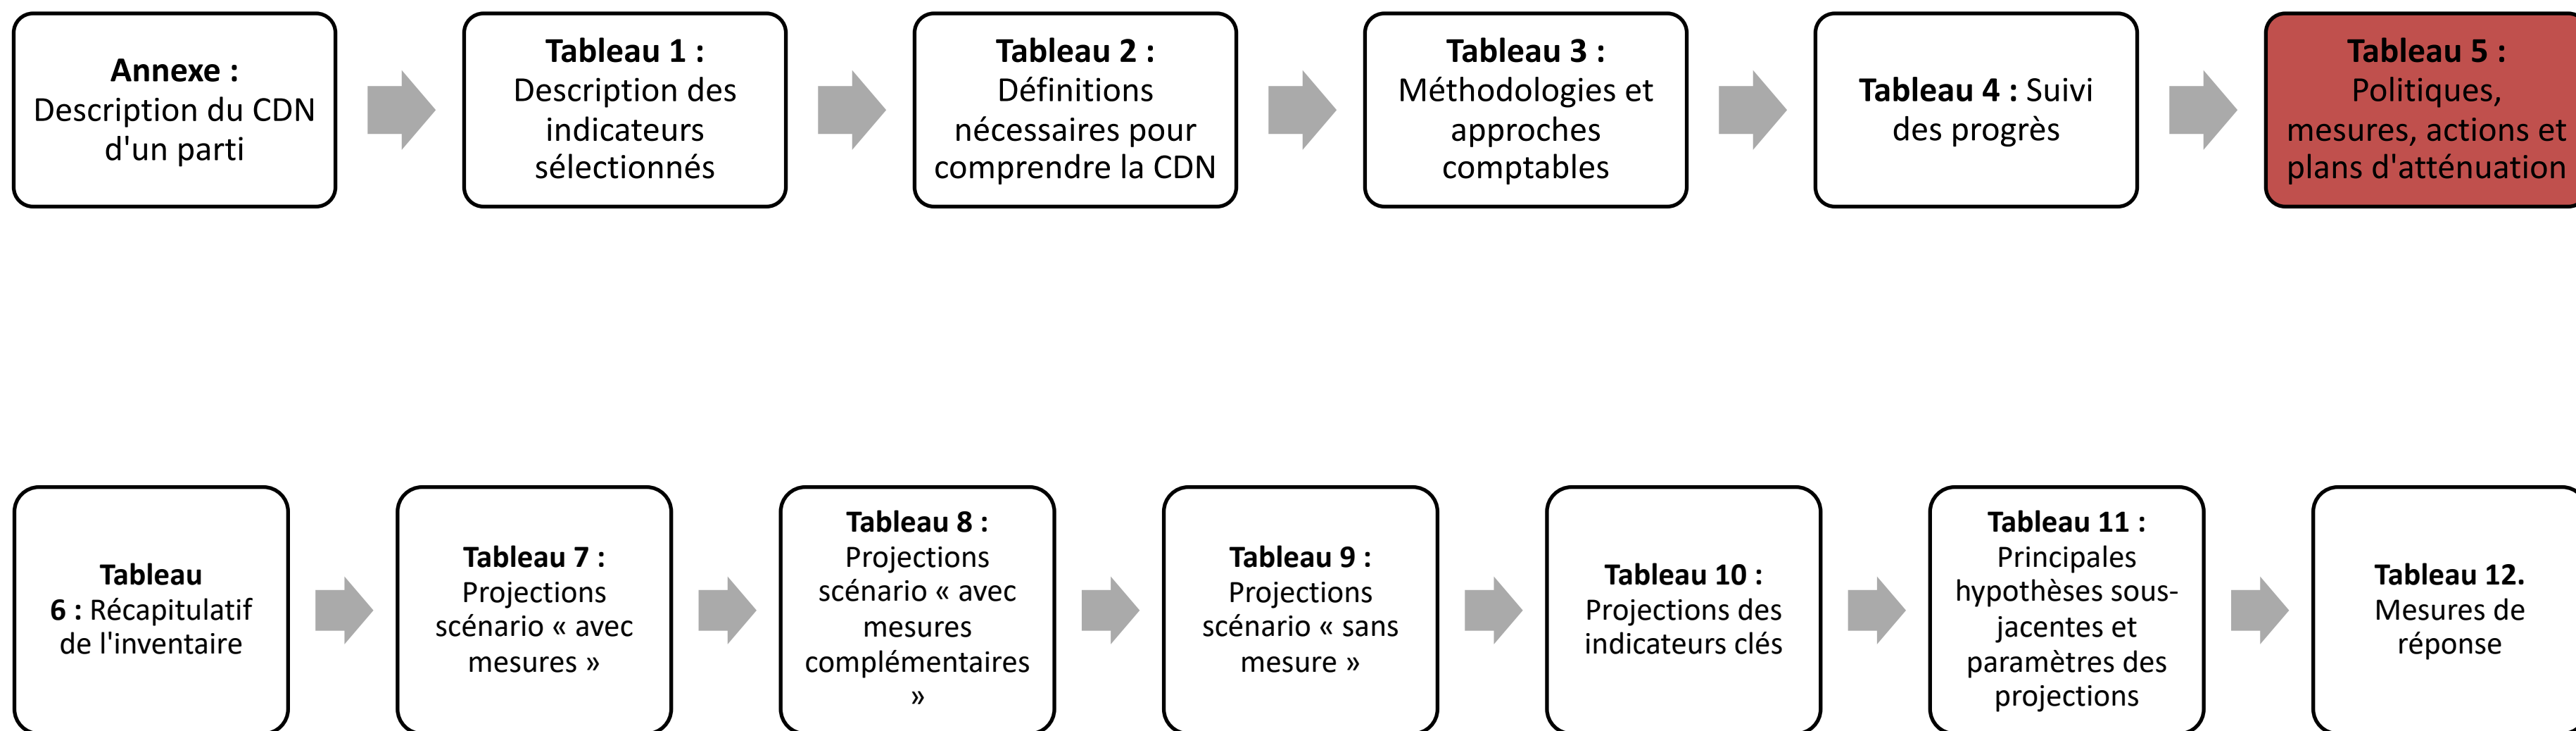 Annexe :
Description du CDN
d'un parti
Tableau 1 :
Description des
indicateurs
sélectionnés
Tableau 2 :
Définitions
nécessaires pour
comprendre la CDN
Tableau 3 :
Méthodologies et
approches
comptables
Tableau 4 : Suivi
des progrès
Tableau 5 :
Politiques,
mesures, actions et
plans d'atténuation
Tableau
6 : Récapitulatif
de l'inventaire
Tableau 7 :
Projections
scénario « avec
mesures »
Tableau 8 :
Projections
scénario « avec
mesures
complémentaires
»
Tableau 9 :
Projections
scénario « sans
mesure »
Tableau 10 :
Projections des
indicateurs clés
Tableau 11 :
Principales
hypothèses sous-
jacentes et
paramètres des
projections
Tableau 12.
Mesures de
réponse